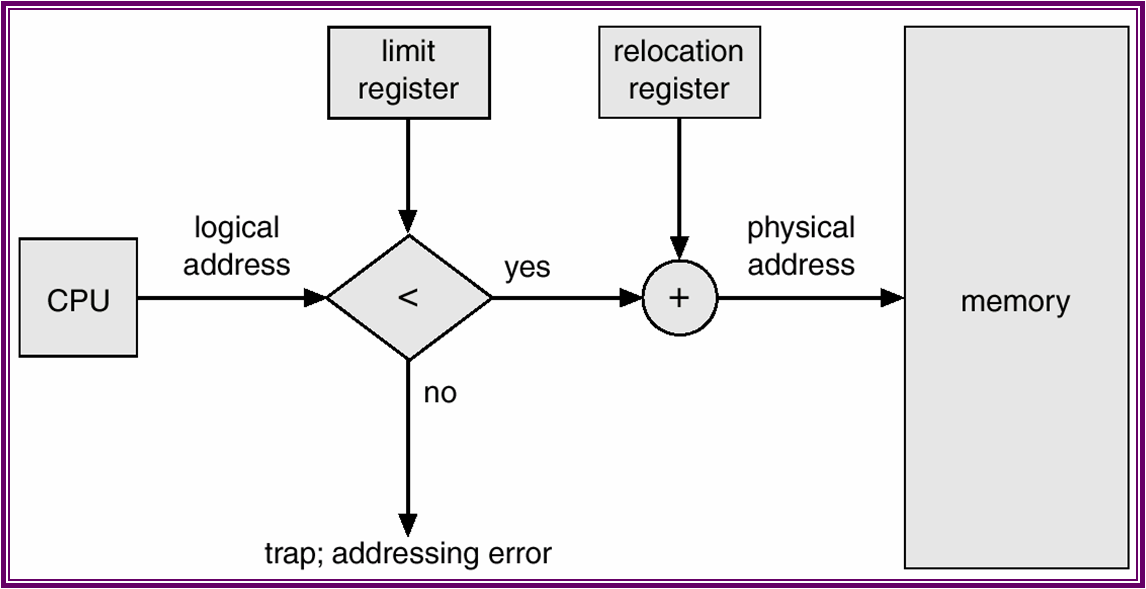 limit
register
relocation
register
logical
address
yes
physical
address
CPU
<
+
memory
no
trap; addressing error